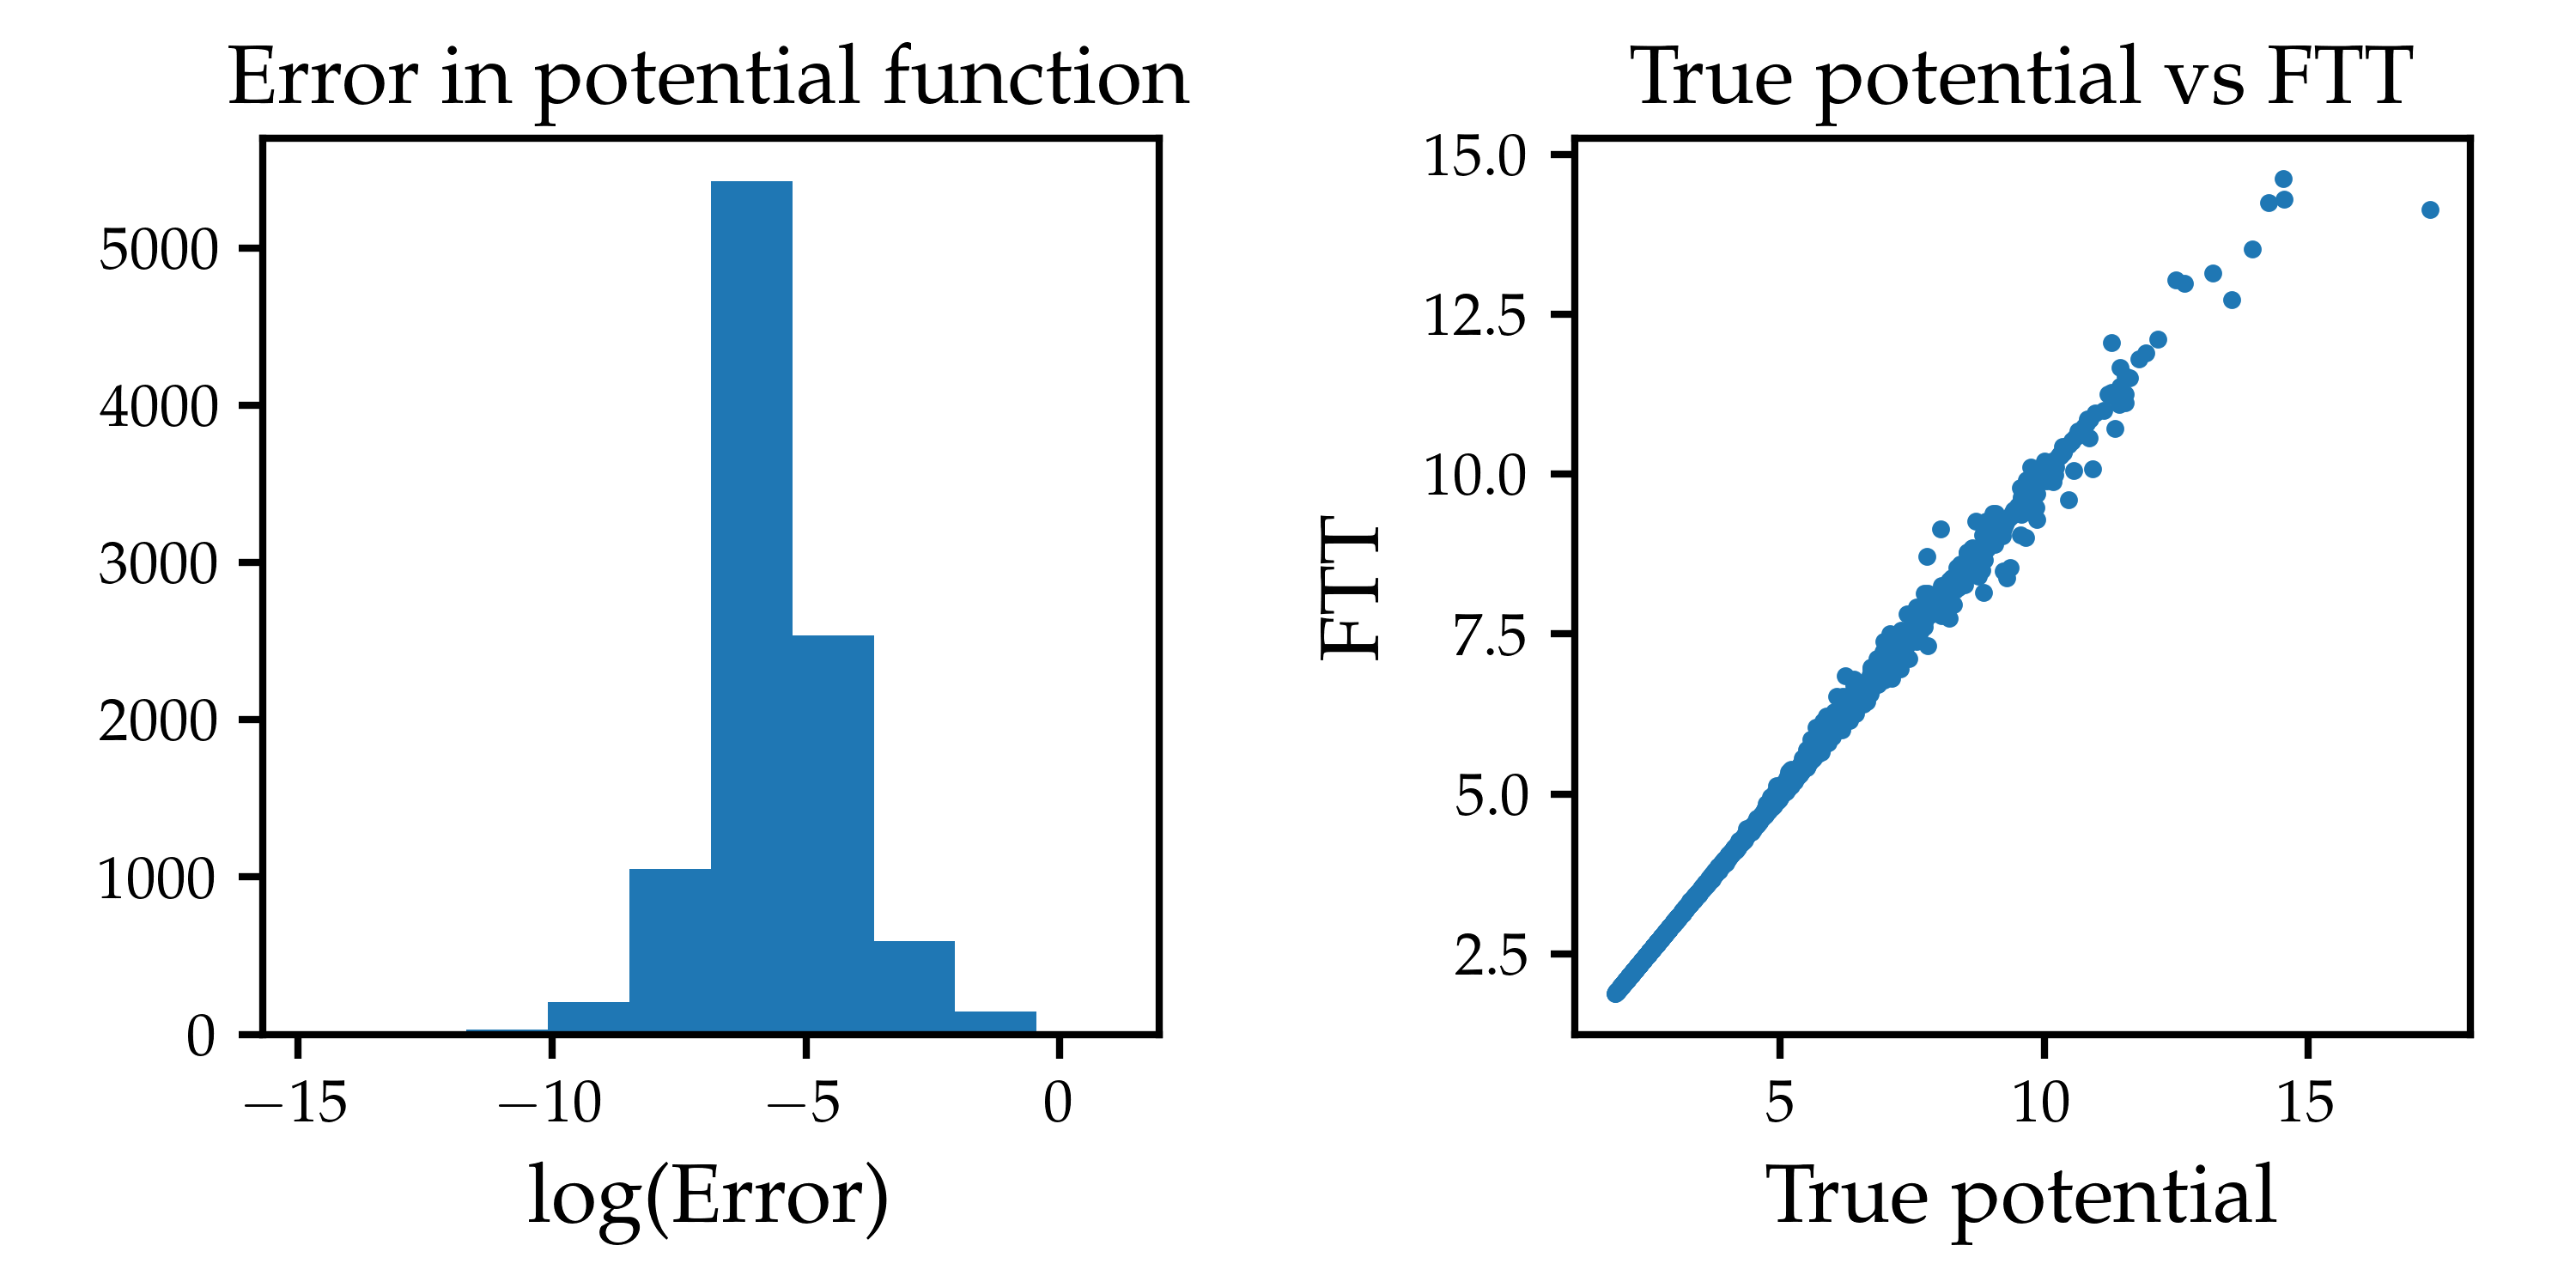 Error in potential function
5000
4000
3000
2000
1000
0
−15 −10 −5 0
log(Error)
True potential vs FTT
15.0
12.5
10.0
7.5
5.0
2.5
FTT
5 10 15
True potential